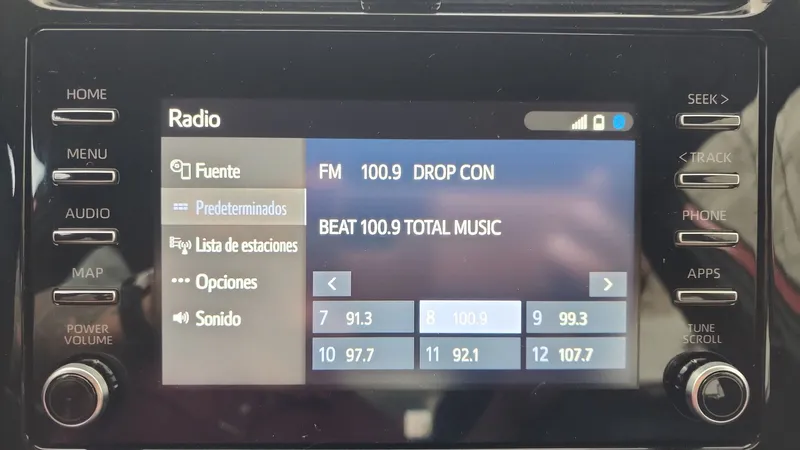 HOME
MENU
AUDIO
MAP
POWER
VOLUME
Radio
Fuente
Predeterminados
Lista de estaciones
Opciones
Sonido
FM 100.9 DROP CON
BEAT 100.9 TOTAL MUSIC
<
>
7 91.3
8 100.9
9 99.3
10 97.7
11 92.1
12 107.7
SEEK >
< TRACK
PHONE
APPS
TUNE
SCROLL